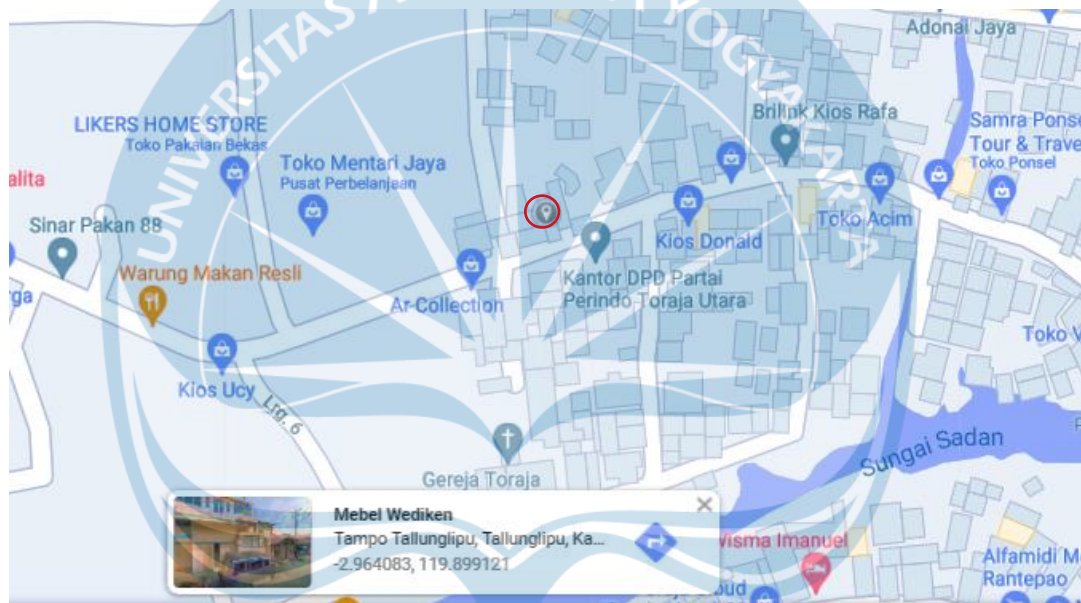 UNIVERSITAS
YOGYAKARTA
Adonai Jaya
Brilink Kios Rafa
LIKERS HOME STORE
Toko Pakaian Bekas
Samra Ponse
Tour & Trave
Toko Ponsel
Toko Mentari Jaya
Pusat Perbelanjaan
alita
Sinar Pakan 88
Toko Acim
Kios Donald
Warung Makan Resli
Kantor DPD Partai
Perindo Toraja Utara
ga
Ar-Collection
Toko V
Kios Ucy
Lrg. 6
Sungai Sadan
Gereja Toraja
Mebel Wediken
Tampo Tallunglipu, Tallunglipu, Ka...
-2.964083, 119.899121
Wisma Imanuel
Alfamidi M
Rantepao